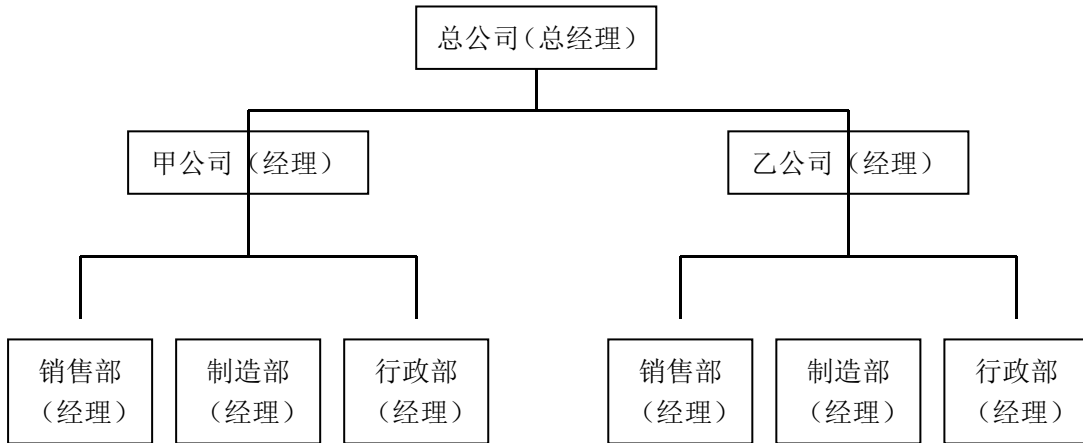 总公司（总经理）
甲公司（经理）
乙公司（经理）
销售部
（经理）
制造部
（经理）
行政部
（经理）
销售部
（经理）
制造部
（经理）
行政部
（经理）